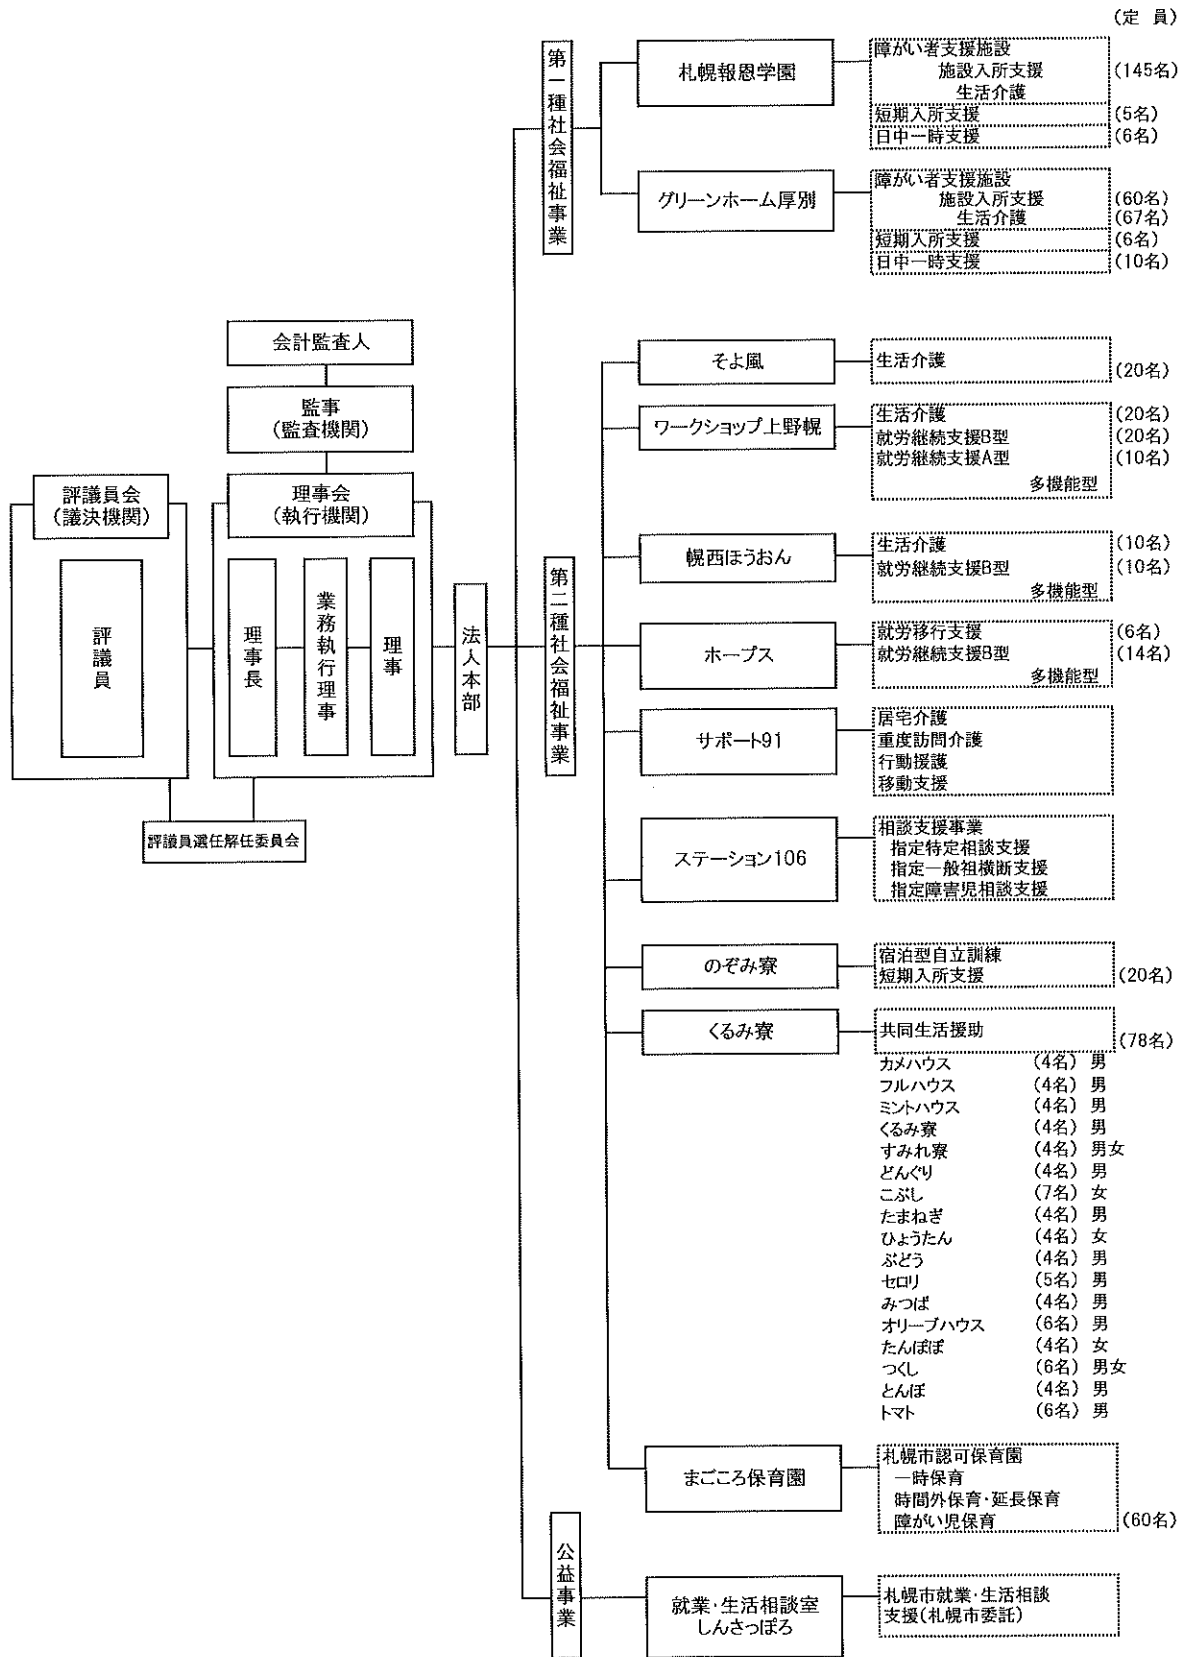 (定 員)
第一種社会福祉事業
札幌報恩学園
障がい者支援施設
施設入所支援 (145名)
生活介護
短期入所支援 (5名)
日中一時支援 (6名)
グリーンホーム厚別
障がい者支援施設
施設入所支援 (60名)
生活介護 (67名)
短期入所支援 (6名)
日中一時支援 (10名)
会計監査人
監事
(監査機関)
評議員会
(議決機関)
評議員
理事会
(執行機関)
理事長
業務執行理事
理事
評議員選任解任委員会
法人本部
第二種社会福祉事業
そよ風
生活介護 (20名)
ワークショップ上野幌
生活介護 (20名)
就労継続支援B型 (20名)
就労継続支援A型 (10名)
多機能型
幌西ほうおん
生活介護 (10名)
就労継続支援B型 (10名)
多機能型
ホープス
就労移行支援 (6名)
就労継続支援B型 (14名)
多機能型
サポート91
居宅介護
重度訪問介護
行動援護
移動支援
ステーション106
相談支援事業
指定特定相談支援
指定一般祖横断支援
指定障害児相談支援
のぞみ寮
宿泊型自立訓練
短期入所支援 (20名)
くるみ寮
共同生活援助 (78名)
カメハウス (4名) 男
フルハウス (4名) 男
ミントハウス (4名) 男
くるみ寮 (4名) 男
すみれ寮 (4名) 男女
どんぐり (4名) 男
こぶし (7名) 女
たまねぎ (4名) 男
ひょうたん (4名) 女
ぶどう (4名) 男
セロリ (5名) 男
みつば (4名) 男
オリーブハウス (6名) 男
たんぽぽ (4名) 女
つくし (6名) 男女
とんぼ (4名) 男
トマト (6名) 男
まごころ保育園
札幌市認可保育園
一時保育
時間外保育・延長保育
障がい児保育 (60名)
公益事業
就業・生活相談室
しんさっぽろ
札幌市就業・生活相談
支援(札幌市委託)